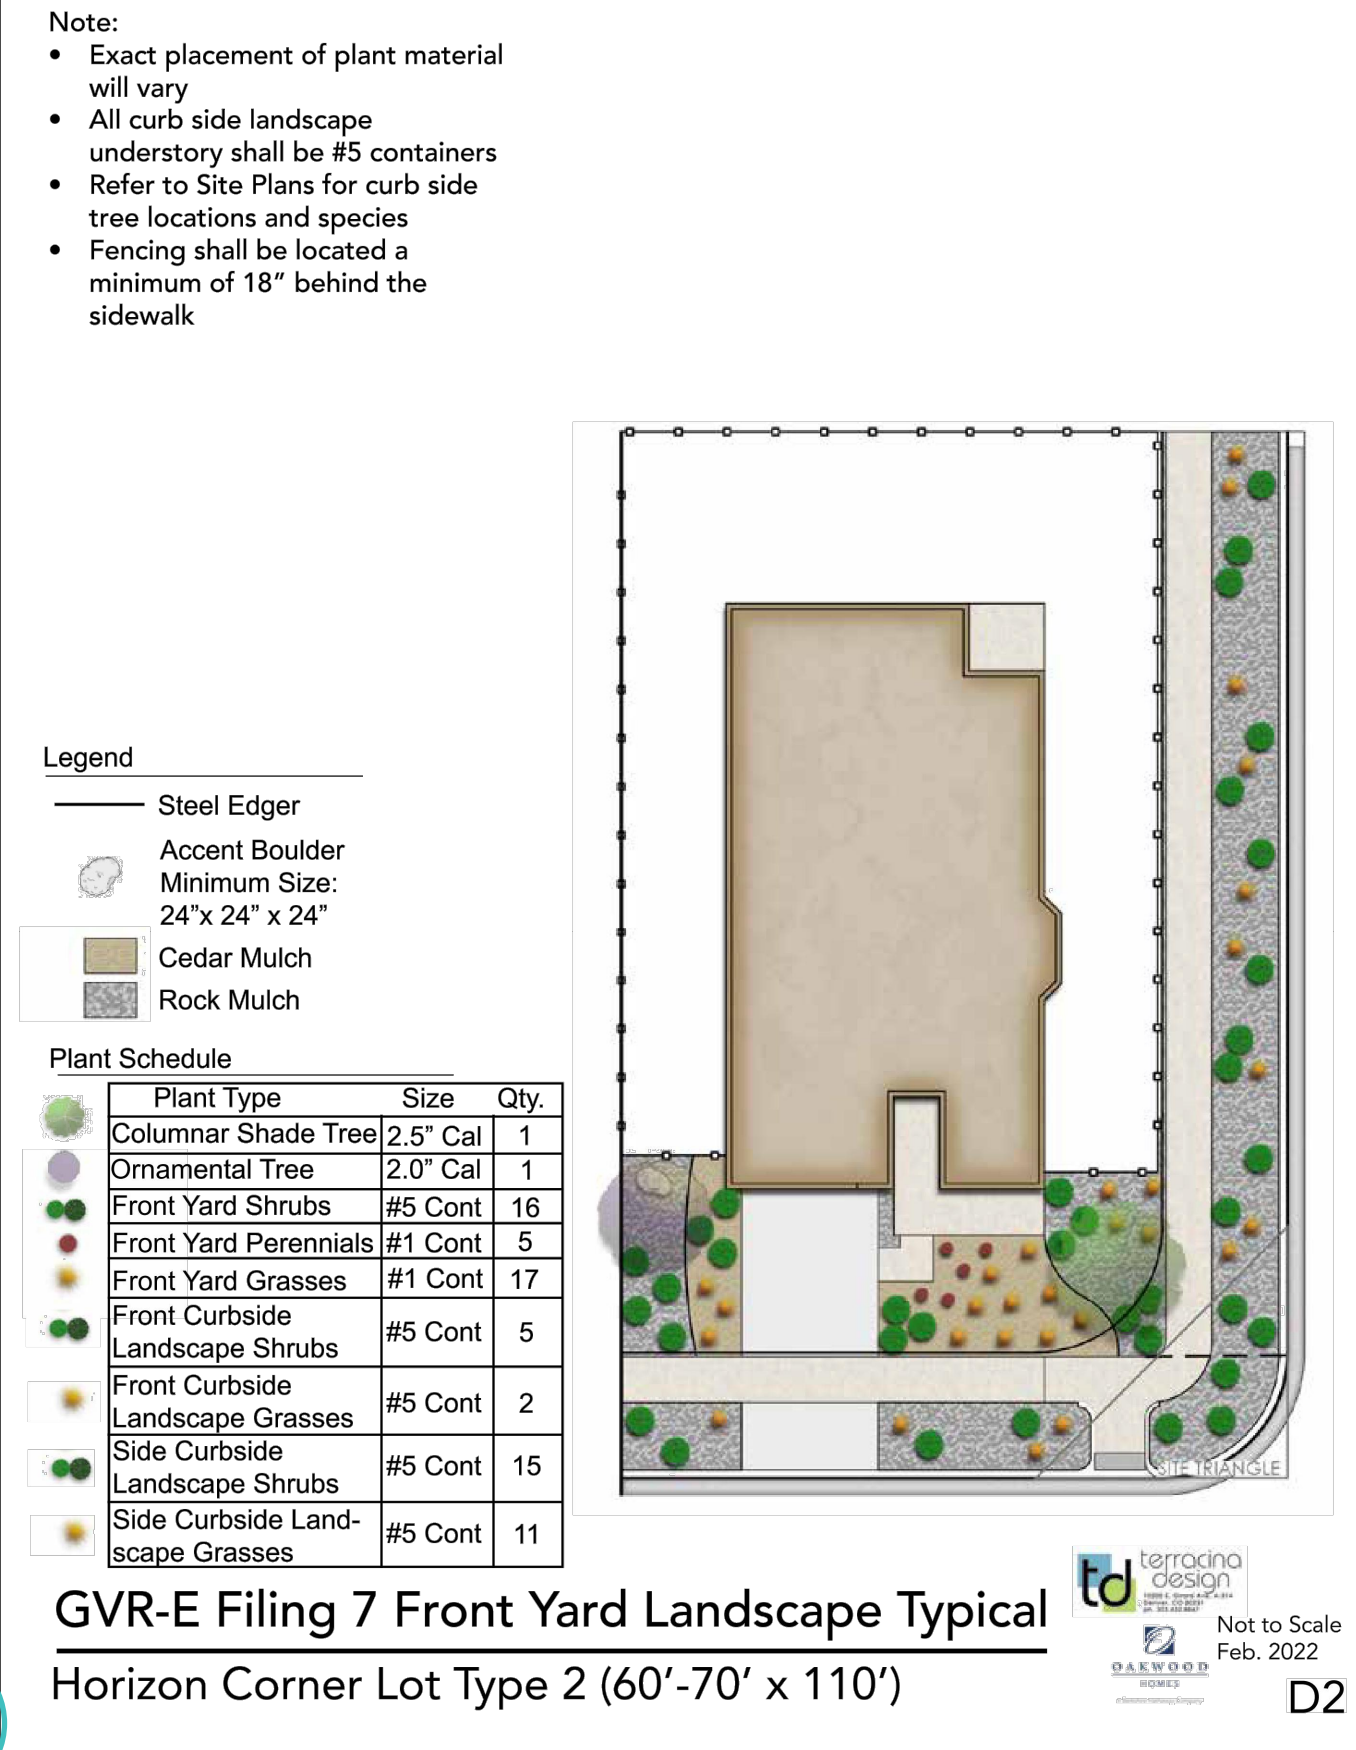 Note:
• Exact placement of plant material
will vary
• All curb side landscape
understory shall be #5 containers
• Refer to Site Plans for curb side
tree locations and species
• Fencing shall be located a
minimum of 18” behind the
sidewalk
Legend
Steel Edger
Accent Boulder
Minimum Size:
24”x 24” x 24”
Cedar Mulch
Rock Mulch
Plant Schedule
Plant Type Size Qty.
Columnar Shade Tree 2.5” Cal 1
Ornamental Tree 2.0” Cal 1
Front Yard Shrubs #5 Cont 16
Front Yard Perennials #1 Cont 5
Front Yard Grasses #1 Cont 17
Front Curbside
Landscape Shrubs #5 Cont 5
Front Curbside
Landscape Grasses #5 Cont 2
Side Curbside
Landscape Shrubs #5 Cont 15
Side Curbside Land-
scape Grasses #5 Cont 11
SITE TRIANGLE
GVR-E Filing 7 Front Yard Landscape Typical
Horizon Corner Lot Type 2 (60’-70’ x 110’)
td terracina
design
Not to Scale
Feb. 2022
OAKWOOD
HOMES
D2